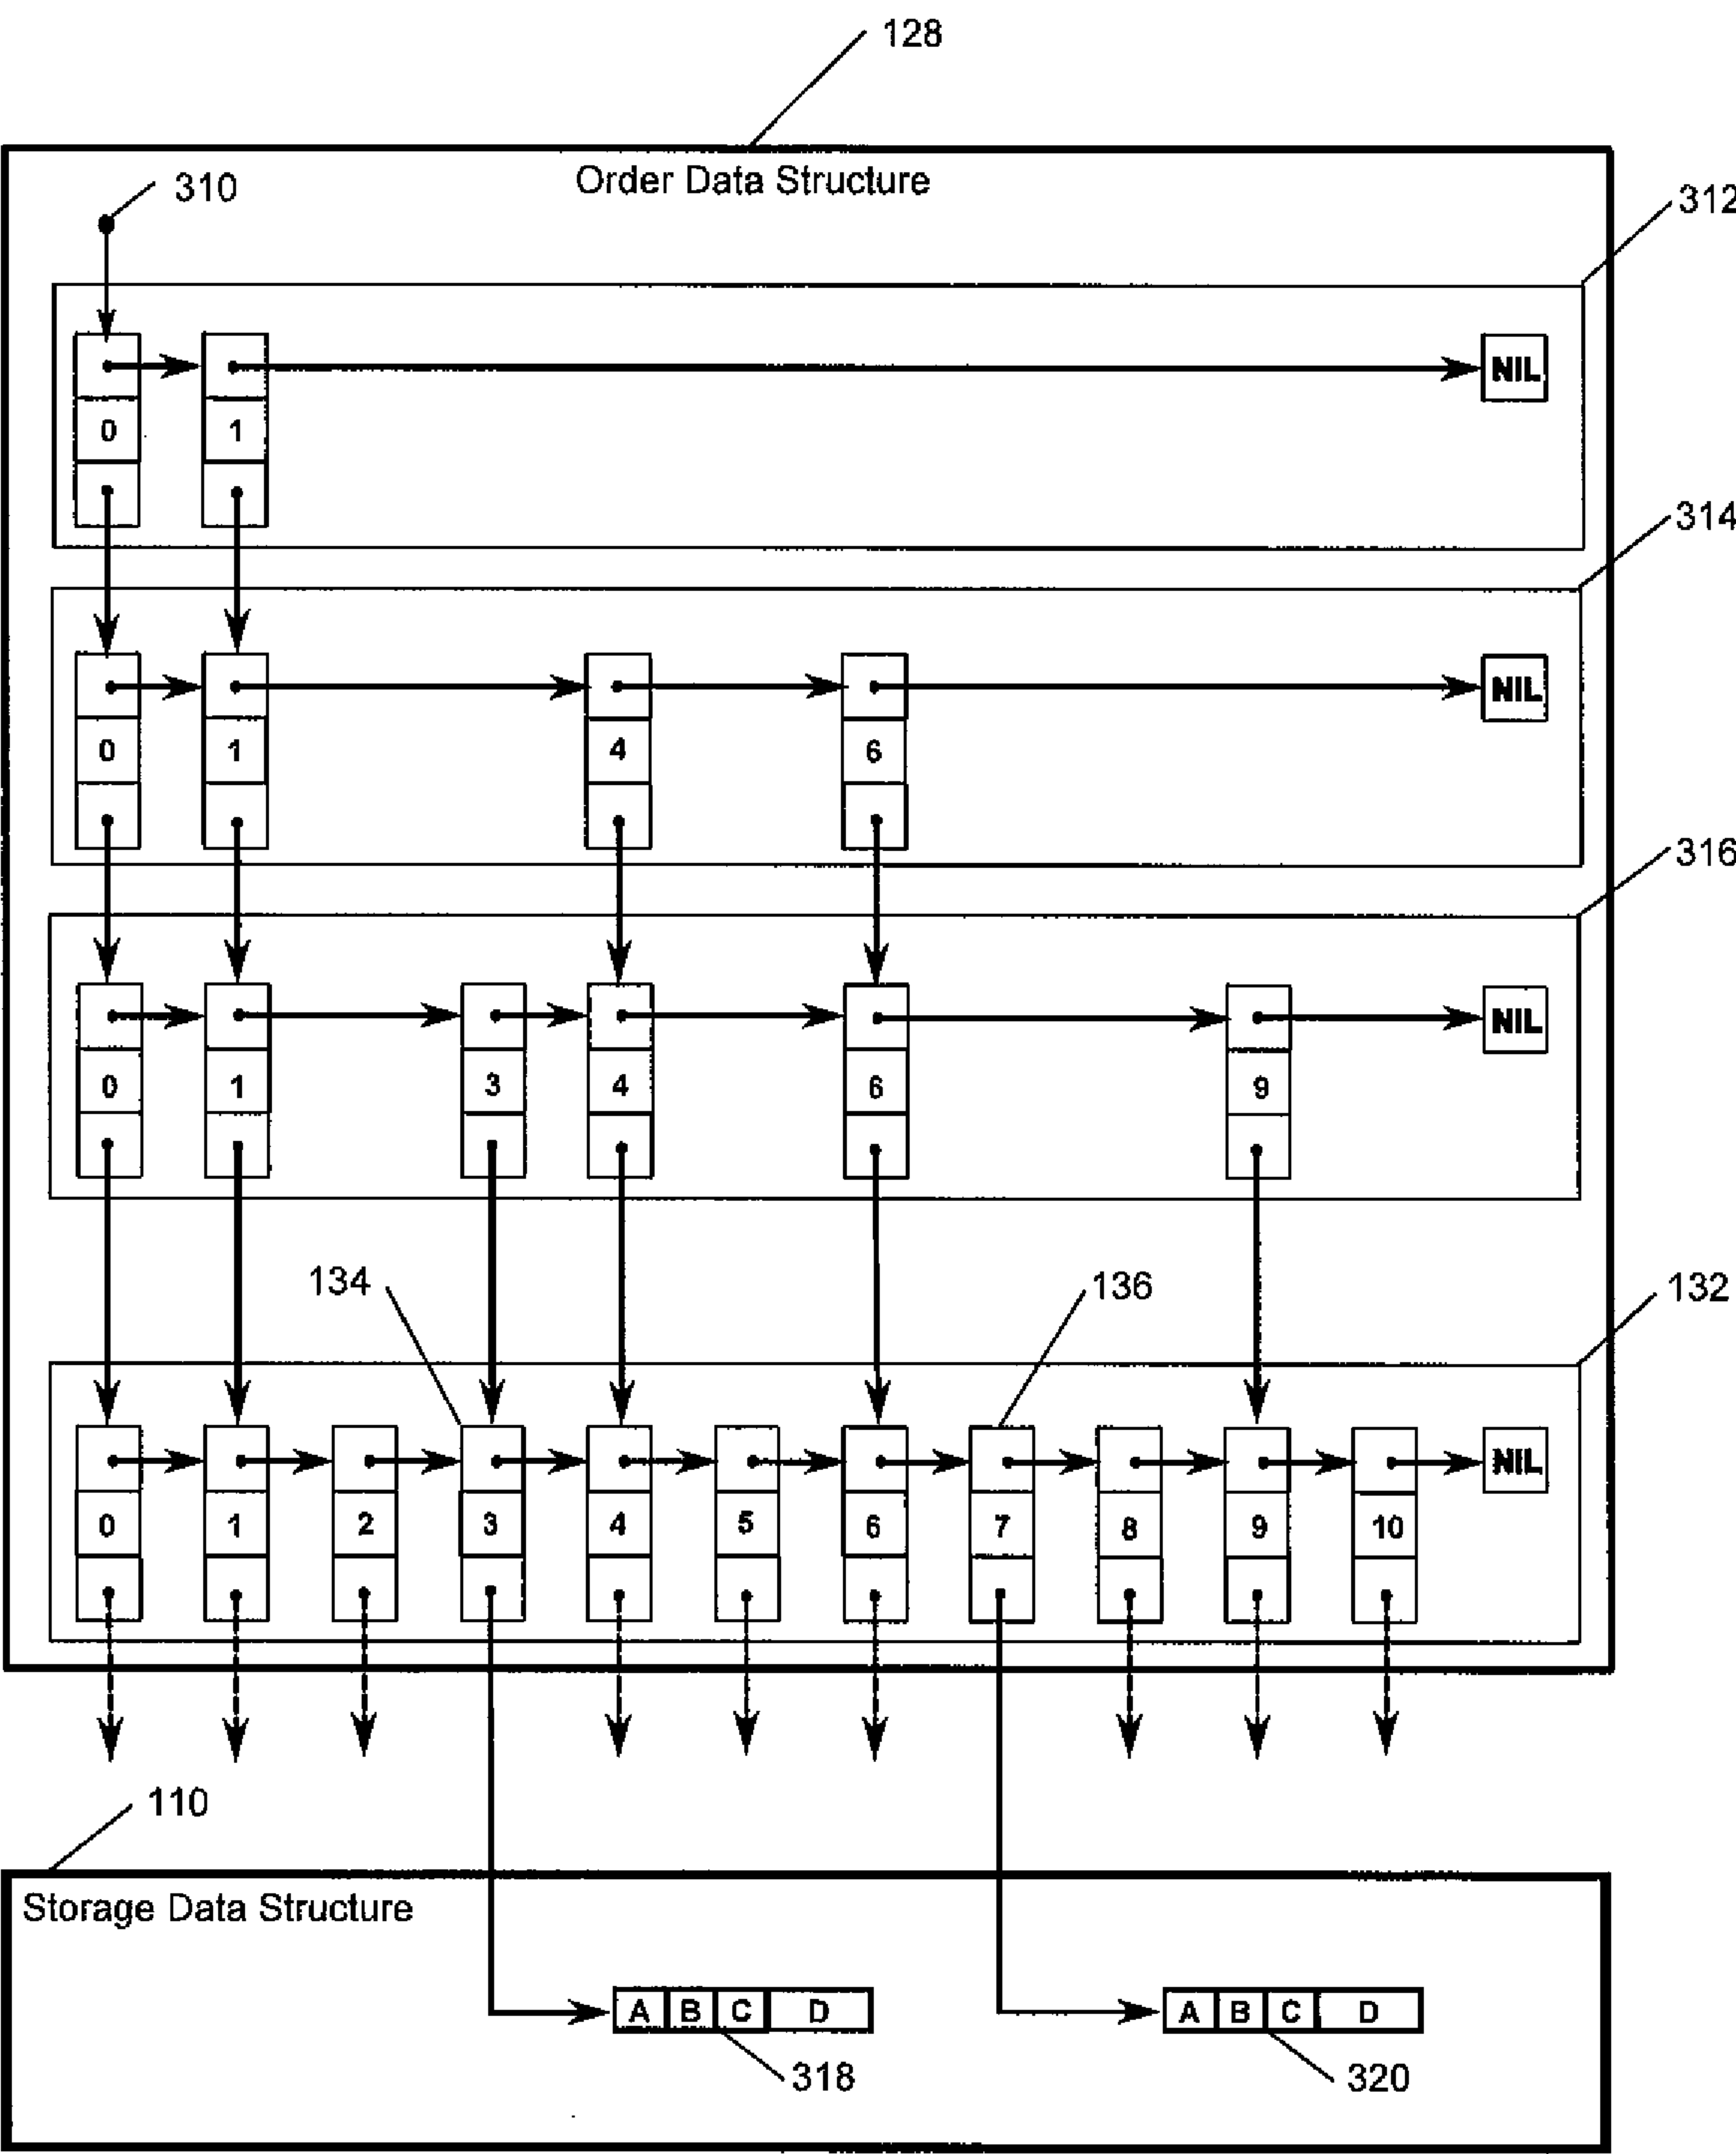 128
Order Data Structure
310
312
NIL
0 1
314
NIL
0 1 4 6
316
NIL
0 1 3 4 6 9
134 136 132
NIL
0 1 2 3 4 5 6 7 8 9 10
110
Storage Data Structure
A B C D A B C D
318 320